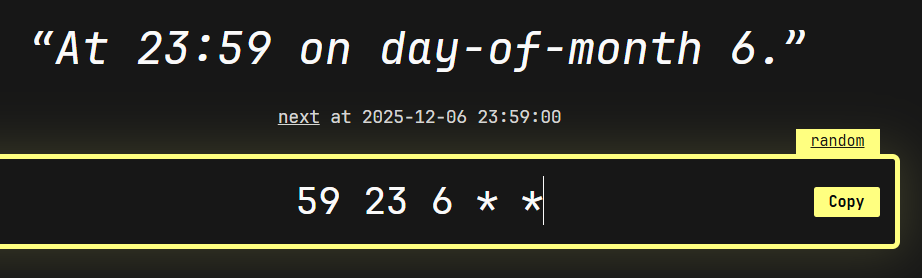 “At 23:59 on day-of-month 6.”
next at 2025-12-06 23:59:00
random
59 23 6 * *
Copy